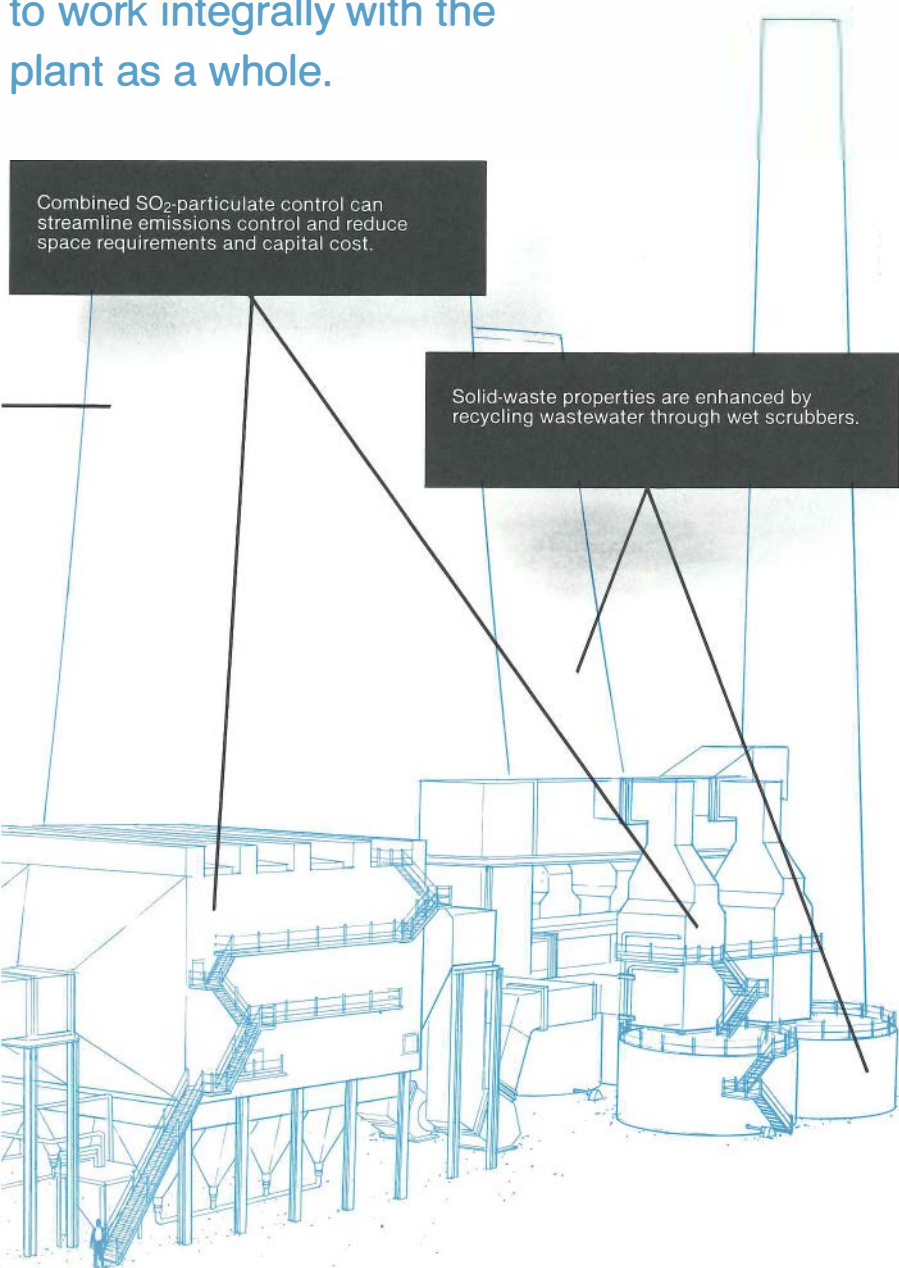 to work integrally with the
plant as a whole.
Combined SO₂-particulate control can
streamline emissions control and reduce
space requirements and capital cost.
Solid-waste properties are enhanced by
recycling wastewater through wet scrubbers.